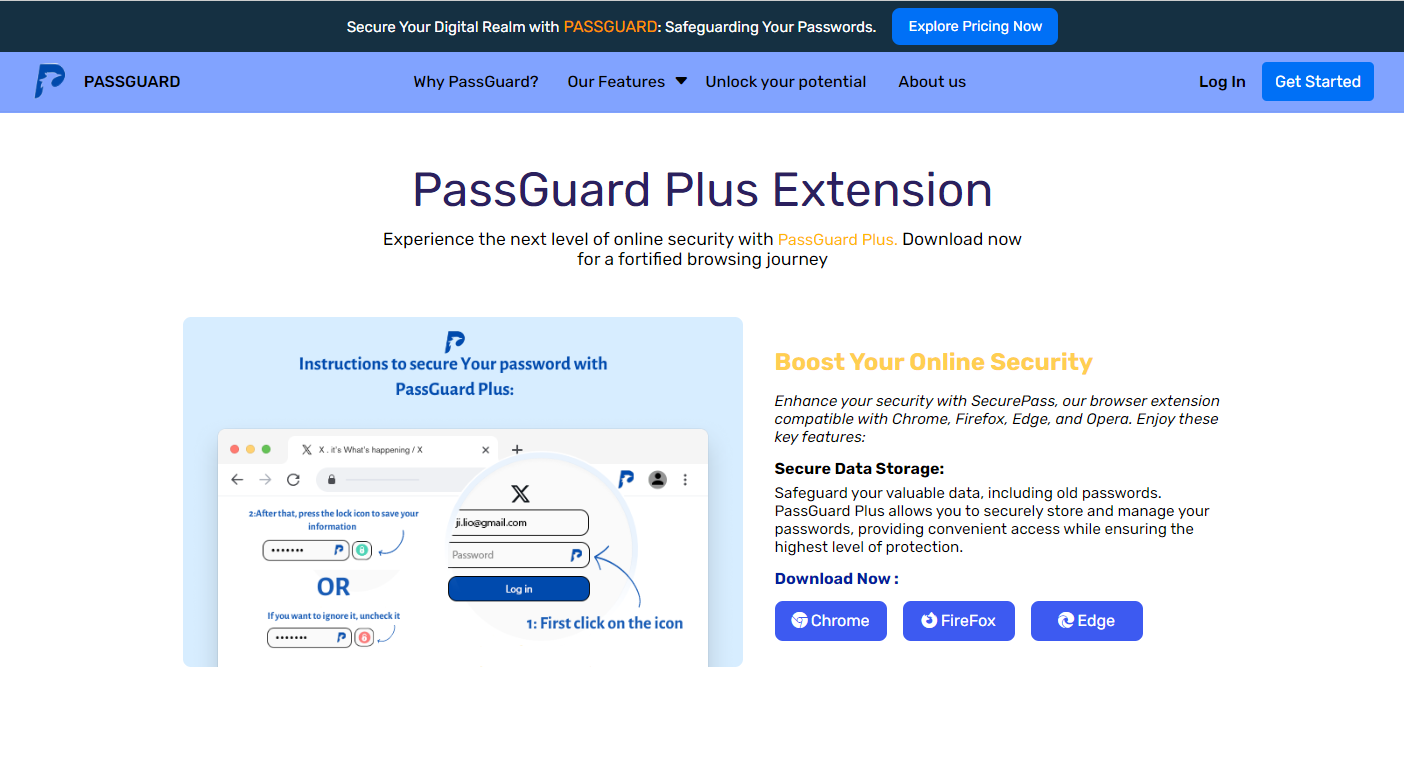 Secure Your Digital Realm with PASSGUARD: Safeguarding Your Passwords.
Explore Pricing Now
PASSGUARD
Why PassGuard?
Our Features
Unlock your potential
About us
Log In
Get Started
PassGuard Plus Extension
Experience the next level of online security with PassGuard Plus. Download now
for a fortified browsing journey
Instructions to secure Your password with
PassGuard Plus:
X . it's What's happening / X
2:After that, press the lock icon to save your
information
OR
If you want to ignore it, uncheck it
ji.lio@gmail.com
Password
Log in
1: First click on the icon
Boost Your Online Security
Enhance your security with SecurePass, our browser extension
compatible with Chrome, Firefox, Edge, and Opera. Enjoy these
key features:
Secure Data Storage:
Safeguard your valuable data, including old passwords.
PassGuard Plus allows you to securely store and manage your
passwords, providing convenient access while ensuring the
highest level of protection.
Download Now :
Chrome
FireFox
Edge